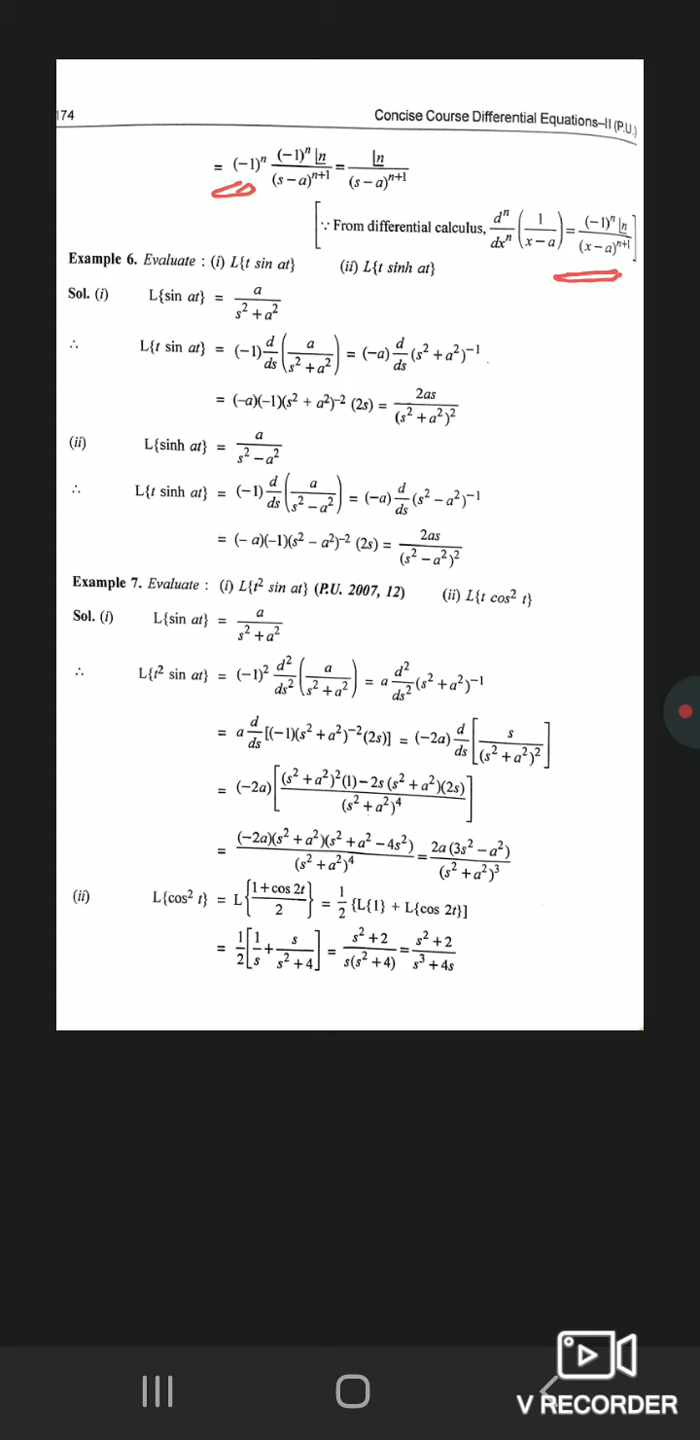 174
Concise Course Differential Equations–II (P.U.)
= (–1)ⁿ (–1)ⁿ |n / (s – a)ⁿ⁺¹ = |n / (s – a)ⁿ⁺¹
[∵ From differential calculus, dⁿ/dxⁿ (1/(x – a)) = (–1)ⁿ |n / (x – a)ⁿ⁺¹]
Example 6. Evaluate : (i) L{t sin at} (ii) L{t sinh at}
Sol. (i) L{sin at} = a/(s² + a²)
∴ L{t sin at} = (–1) d/ds (a/(s² + a²)) = (–a) d/ds (s² + a²)⁻¹
= (–a)(–1)(s² + a²)⁻² (2s) = 2as/(s² + a²)²
(ii) L{sinh at} = a/(s² – a²)
∴ L{t sinh at} = (–1) d/ds (a/(s² – a²)) = (–a) d/ds (s² – a²)⁻¹
= (– a)(–1)(s² – a²)⁻² (2s) = 2as/(s² – a²)²
Example 7. Evaluate : (i) L{t² sin at} (P.U. 2007, 12) (ii) L{t cos² t}
Sol. (i) L{sin at} = a/(s² + a²)
∴ L{t² sin at} = (–1)² d²/ds² (a/(s² + a²)) = a d²/ds² (s² + a²)⁻¹
= a d/ds [(–1)(s² + a²)⁻² (2s)] = (–2a) d/ds [s/(s² + a²)²]
= (–2a) [((s² + a²)² (1) – 2s (s² + a²)(2s))/(s² + a²)⁴]
= (–2a)(s² + a²)(s² + a² – 4s²)/(s² + a²)⁴ = 2a (3s² – a²)/(s² + a²)³
(ii) L{cos² t} = L{(1 + cos 2t)/2} = 1/2 {L{1} + L{cos 2t}]
= 1/2 [1/s + s/(s² + 4)] = (s² + 2)/(s(s² + 4)) = (s² + 2)/(s³ + 4s)
V RECORDER